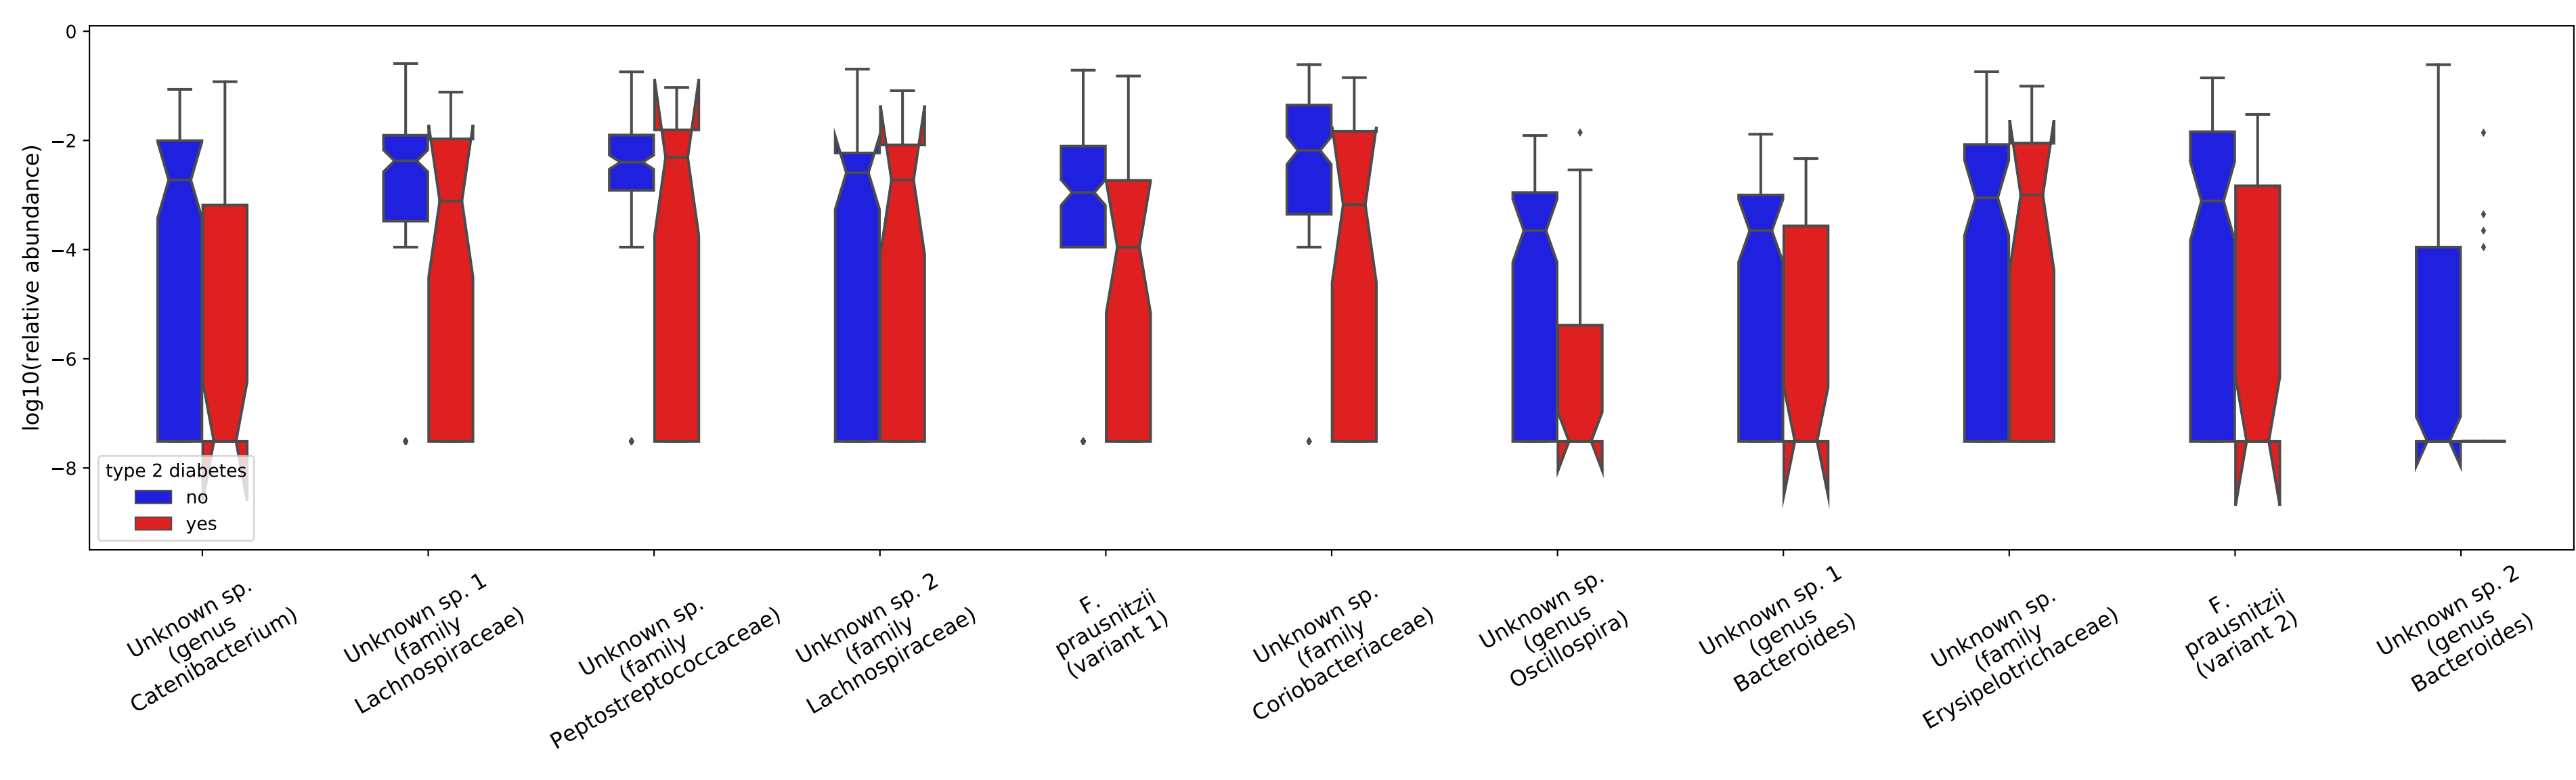 0
−2
−4
−6
−8
log10(relative abundance)
type 2 diabetes
no
yes
Unknown sp.
(genus
Catenibacterium)
Unknown sp. 1
(family
Lachnospiraceae)
Unknown sp.
(family
Peptostreptococcaceae)
Unknown sp. 2
(family
Lachnospiraceae)
F.
prausnitzii
(variant 1)
Unknown sp.
(family
Coriobacteriaceae)
Unknown sp.
(genus
Oscillospira)
Unknown sp. 1
(genus
Bacteroides)
Unknown sp.
(family
Erysipelotrichaceae)
F.
prausnitzii
(variant 2)
Unknown sp. 2
(genus
Bacteroides)